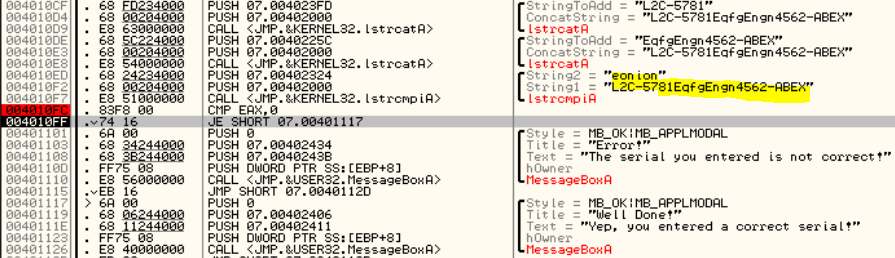 004010CF . 68 FD234000 PUSH 07.004023FD StringToAdd = "L2C-5781"
004010D4 . 68 00204000 PUSH 07.00402000 ConcatString = "L2C-5781EqfgEngn4562-ABEX"
004010D9 . E8 63000000 CALL <JMP.&KERNEL32.lstrcatA> lstrcatA
004010DE . 68 5C224000 PUSH 07.0040225C StringToAdd = "EqfgEngn4562-ABEX"
004010E3 . 68 00204000 PUSH 07.00402000 ConcatString = "L2C-5781EqfgEngn4562-ABEX"
004010E8 . E8 54000000 CALL <JMP.&KERNEL32.lstrcatA> lstrcatA
004010ED . 68 24234000 PUSH 07.00402324 String2 = "eonion"
004010F2 . 68 00204000 PUSH 07.00402000 String1 = "L2C-5781EqfgEngn4562-ABEX"
004010F7 . E8 51000000 CALL <JMP.&KERNEL32.lstrcmpiA> lstrcmpiA
004010FC . 83F8 00 CMP EAX,0
004010FF .v74 16 JE SHORT 07.00401117
00401101 . 6A 00 PUSH 0 Style = MB_OK|MB_APPLMODAL
00401103 . 68 34244000 PUSH 07.00402434 Title = "Error!"
00401108 . 68 3B244000 PUSH 07.0040243B Text = "The serial you entered is not correct!"
0040110D . FF75 08 PUSH DWORD PTR SS:[EBP+8] hOwner
00401110 . E8 56000000 CALL <JMP.&USER32.MessageBoxA> MessageBoxA
00401115 .vEB 16 JMP SHORT 07.0040112D
00401117 > 6A 00 PUSH 0 Style = MB_OK|MB_APPLMODAL
00401119 . 68 06244000 PUSH 07.00402406 Title = "Well Done!"
0040111E . 68 11244000 PUSH 07.00402411 Text = "Yep, you entered a correct serial!"
00401123 . FF75 08 PUSH DWORD PTR SS:[EBP+8] hOwner
00401126 . E8 40000000 CALL <JMP.&USER32.MessageBoxA> MessageBoxA